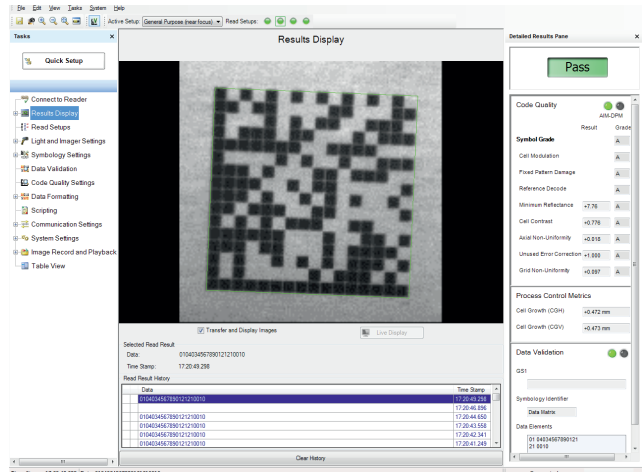 File Edit View Tasks System Help
Active Setup: General Purpose (near focus) Read Setups:
Tasks
Quick Setup
Connect to Reader
Results Display
Read Setups
Light and Imager Settings
Symbology Settings
Data Validation
Code Quality Settings
Data Formatting
Scripting
Communication Settings
System Settings
Image Record and Playback
Table View
Results Display
Transfer and Display Images
Live Display
Selected Read Result
Data: 0104034567890121210010
Time Stamp: 17:20:49.298
Read Result History
Data Time Stamp
0104034567890121210010 17:20:49.298
17:20:46.896
0104034567890121210010 17:20:44.650
0104034567890121210010 17:20:43.558
0104034567890121210010 17:20:42.341
0104034567890121210010 17:20:41.249
Clear History
Detailed Results Pane
Pass
Code Quality
AIM-DPM
Result Grade
Symbol Grade A
Cell Modulation A
Fixed Pattern Damage A
Reference Decode A
Minimum Reflectance +7.76 A
Cell Contrast +0.776 A
Axial Non-Uniformity +0.018 A
Unused Error Correction +1.000 A
Grid Non-Uniformity +0.097 A
Process Control Metrics
Cell Growth (CGH) +0.472 mm
Cell Growth (CGV) +0.473 mm
Data Validation
GS1
Symbology Identifier
Data Matrix
Data Elements
01 04034567890121
21 0010